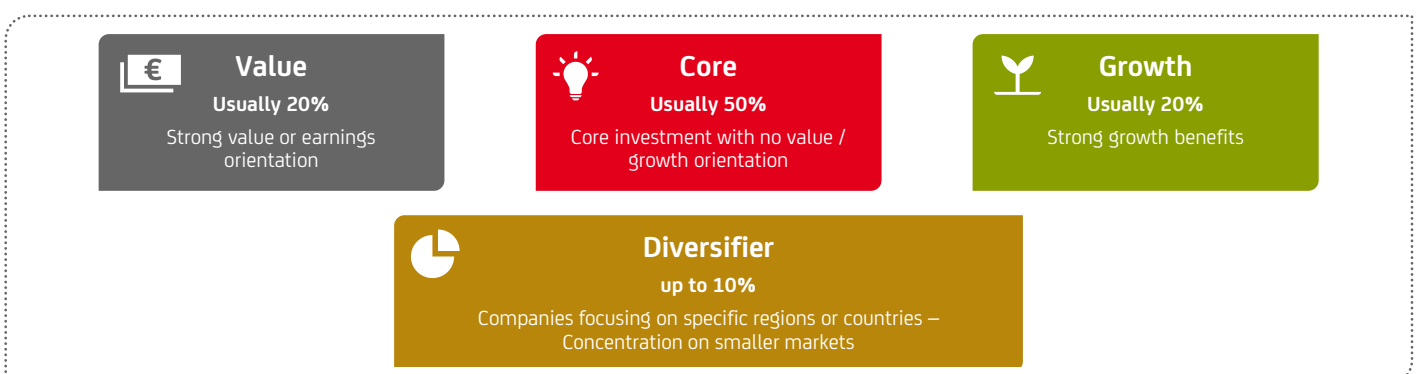 €
Value
Usually 20%
Strong value or earnings
orientation
Core
Usually 50%
Core investment with no value /
growth orientation
Growth
Usually 20%
Strong growth benefits
Diversifier
up to 10%
Companies focusing on specific regions or countries –
Concentration on smaller markets